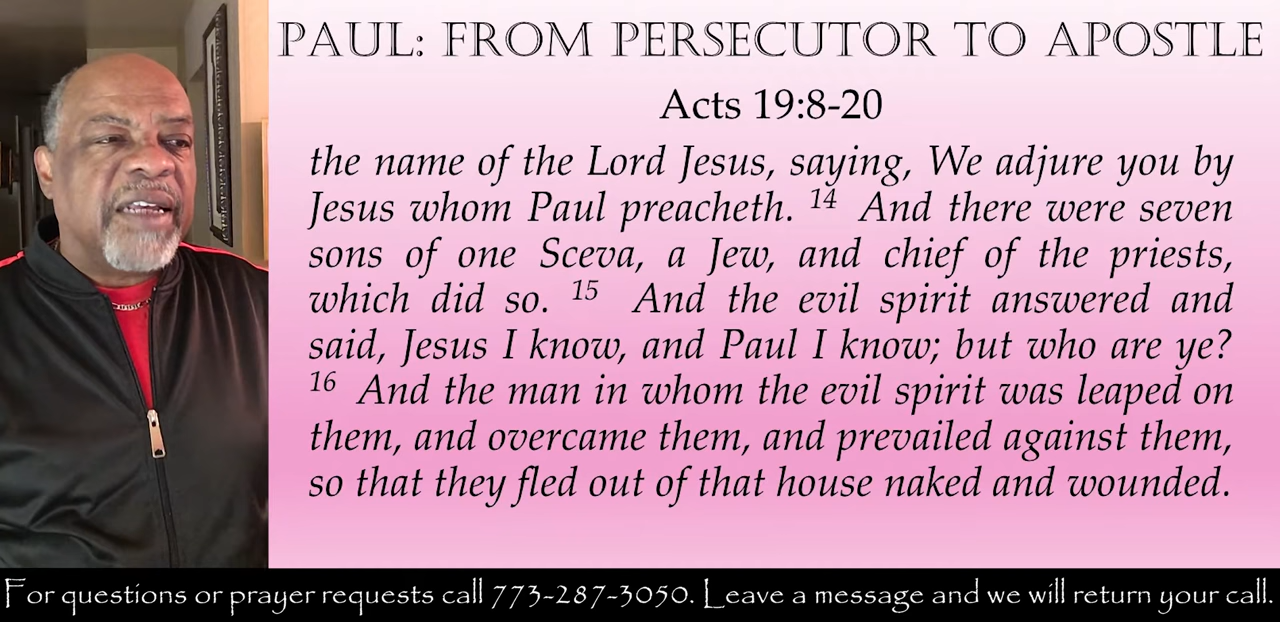 PAUL: FROM PERSECUTOR TO APOSTLE
Acts 19:8-20
the name of the Lord Jesus, saying, We adjure you by
Jesus whom Paul preacheth. 14 And there were seven
sons of one Sceva, a Jew, and chief of the priests,
which did so. 15 And the evil spirit answered and
said, Jesus I know, and Paul I know; but who are ye?
16 And the man in whom the evil spirit was leaped on
them, and overcame them, and prevailed against them,
so that they fled out of that house naked and wounded.
For questions or prayer requests call 773-287-3050. Leave a message and we will return your call.